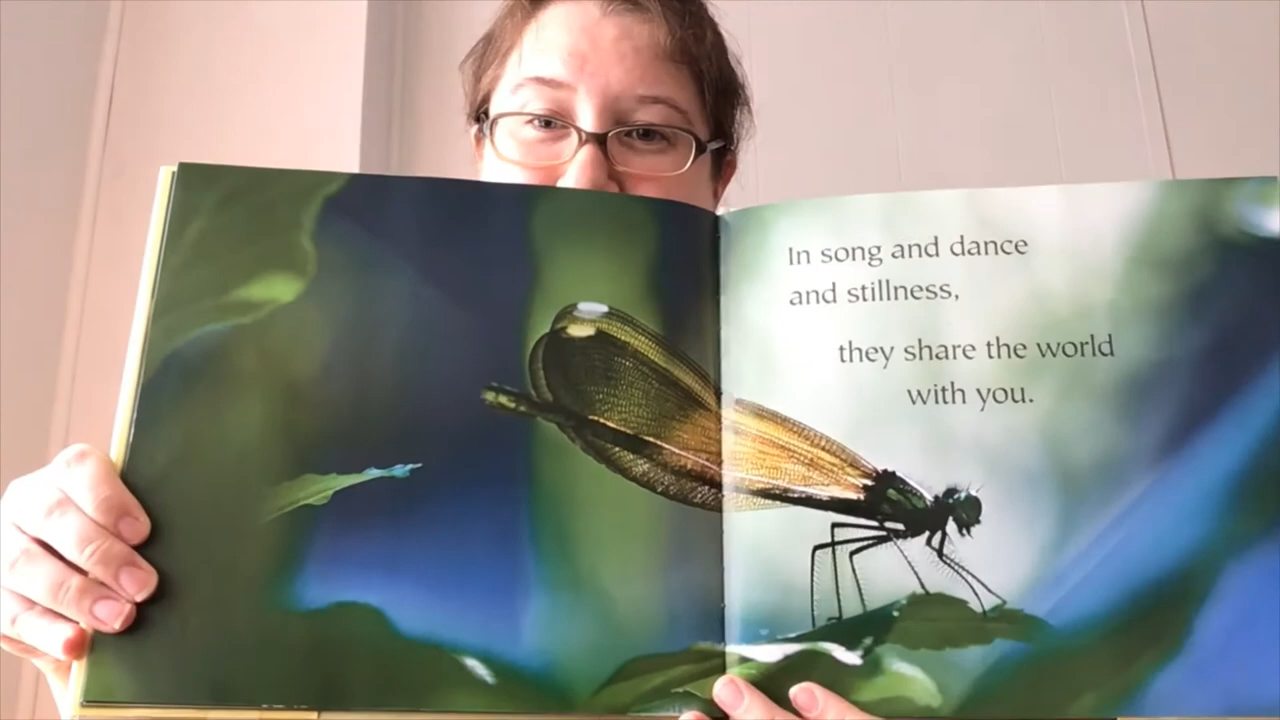 In song and dance
and stillness,
they share the world
with you.